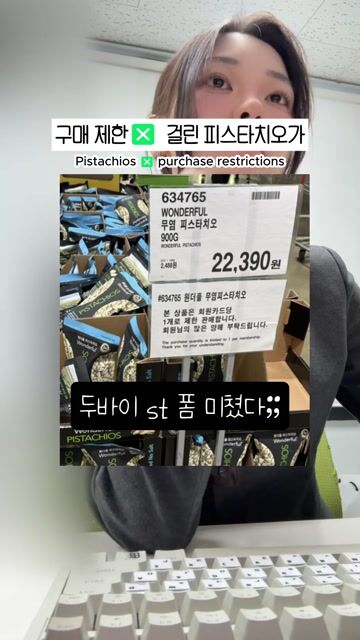 구매 제한 ❎ 걸린 피스타치오가
Pistachios ❎ purchase restrictions
634765
WONDERFUL
무염 피스타치오
900G
WONDERFUL PISTACHIOS
2,488원
22,390원
#634765 원더풀 무염피스타치오
본 상품은 회원카드당
1개로 제한 판매합니다.
회원님의 많은 양해 부탁드립니다.
The purchase quantity is limited to 1 per membership.
Thank you for your understanding.
두바이 st 폼 미쳤다;;
Wonderful
PISTACHIOS
Wonderful